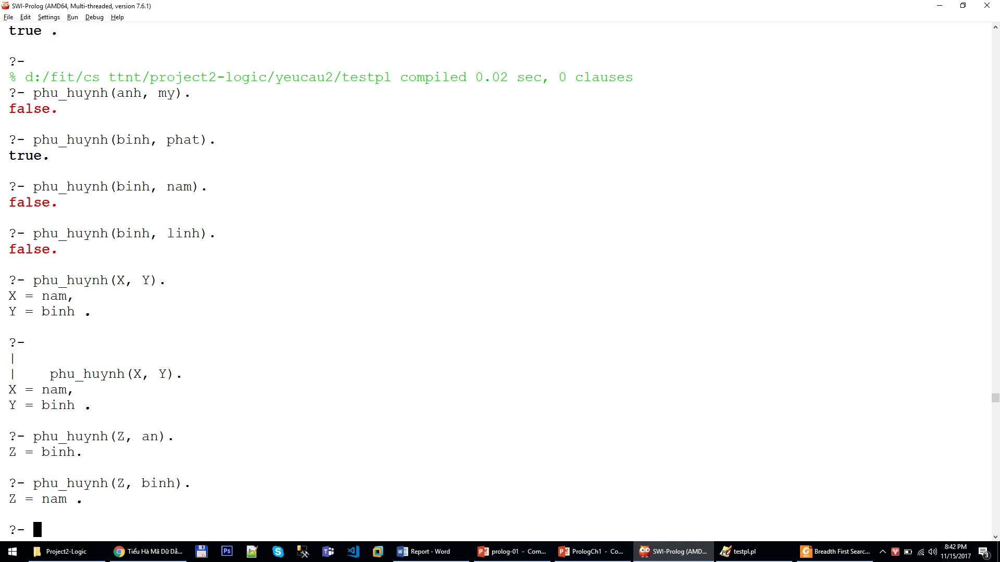 SWI-Prolog (AMD64, Multi-threaded, version 7.6.1)
File Edit Settings Run Debug Help
true .
?-
% d:/fit/cs ttnt/project2-logic/yeucau2/testpl compiled 0.02 sec, 0 clauses
?- phu_huynh(anh, my).
false.
?- phu_huynh(binh, phat).
true.
?- phu_huynh(binh, nam).
false.
?- phu_huynh(binh, linh).
false.
?- phu_huynh(X, Y).
X = nam,
Y = binh .
?-
|
|    phu_huynh(X, Y).
X = nam,
Y = binh .
?- phu_huynh(Z, an).
Z = binh.
?- phu_huynh(Z, binh).
Z = nam .
?-
Project2-Logic Tiểu Hà Mã Dữ Dằ... Ps Report - Word prolog-01 - Com... PrologCh1 - Co... SWI-Prolog (AMD... testpl.pl Breadth First Searc... 8:42 PM
11/15/2017 3